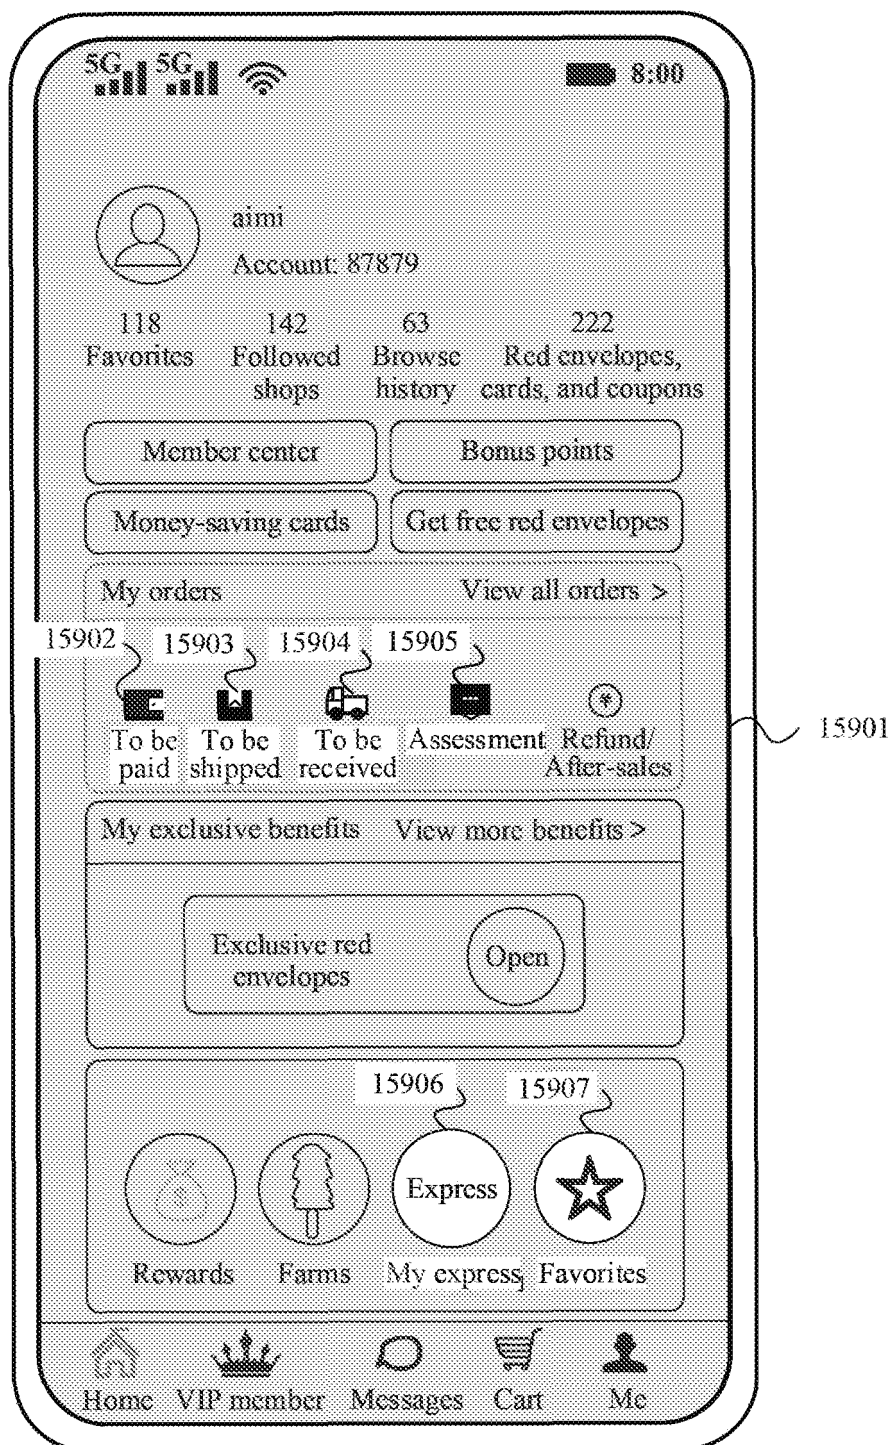 5G 5G 8:00
aimi
Account: 87879
118 142 63 222
Favorites Followed Browse Red envelopes,
shops history cards, and coupons
Member center Bonus points
Money-saving cards Get free red envelopes
My orders View all orders >
15902 15903 15904 15905
To be To be To be Assessment Refund/
paid shipped received After-sales
15901
My exclusive benefits View more benefits >
Exclusive red
envelopes
Open
15906 15907
Express
Rewards Farms My express Favorites
Home VIP member Messages Cart Me